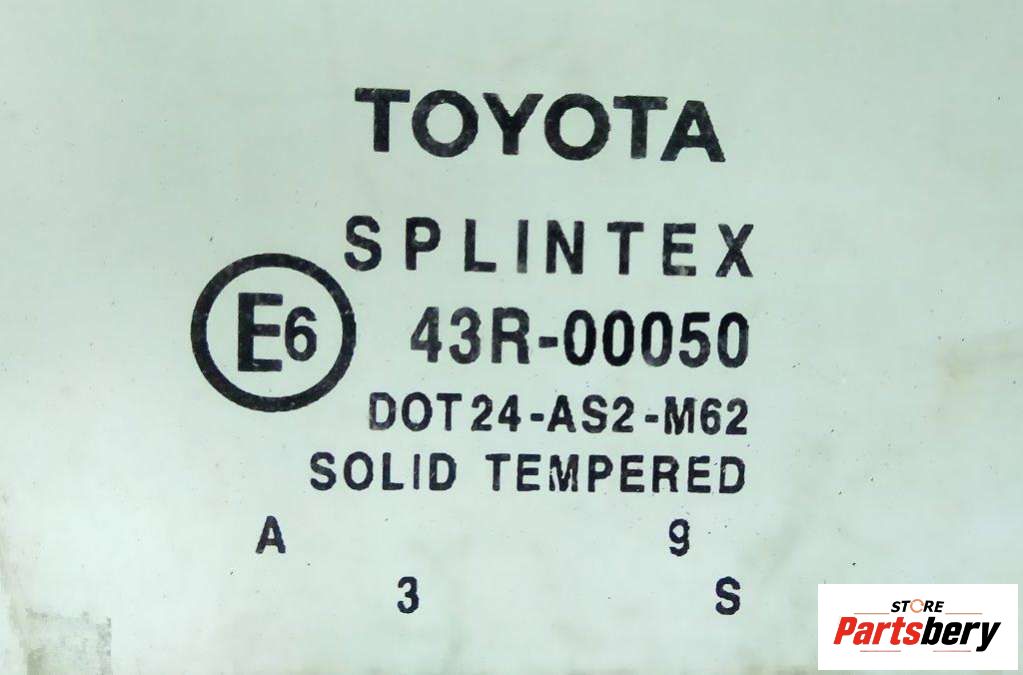 TOYOTA
SPLINTEX
E6 43R-00050
DOT24-AS2-M62
SOLID TEMPERED
A 9
3 S
STORE
Partsbery